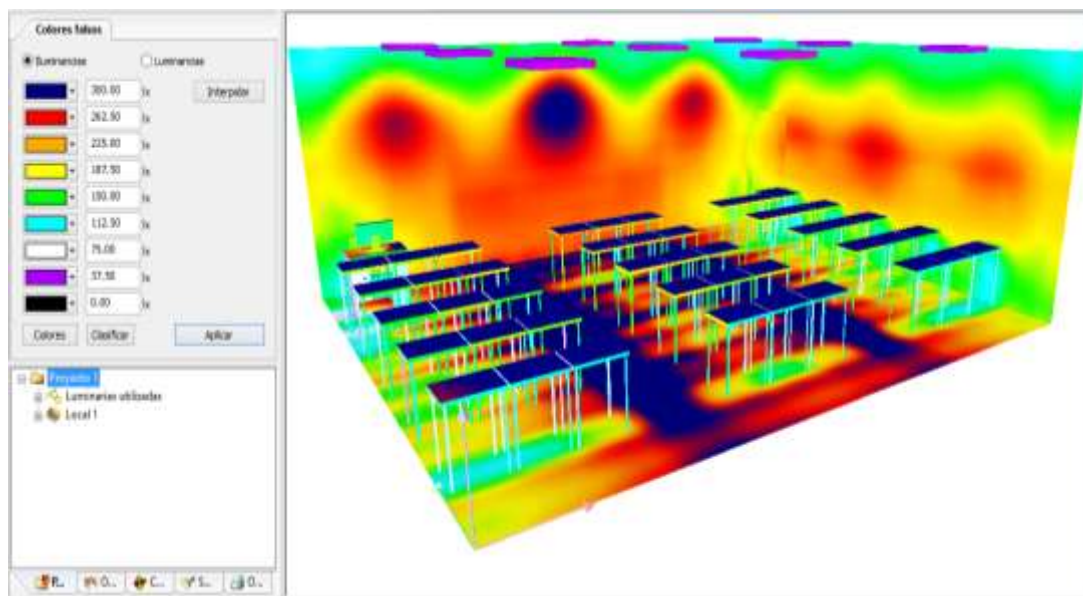 Colores falsos
Iluminancias Luminancias
300.00 lx Interpolar
262.50 lx
225.00 lx
187.50 lx
150.00 lx
112.50 lx
75.00 lx
37.50 lx
0.00 lx
Colores Clasificar Aplicar
Proyecto 1
Luminarias utilizadas
Local 1
P... O... C... S... O...